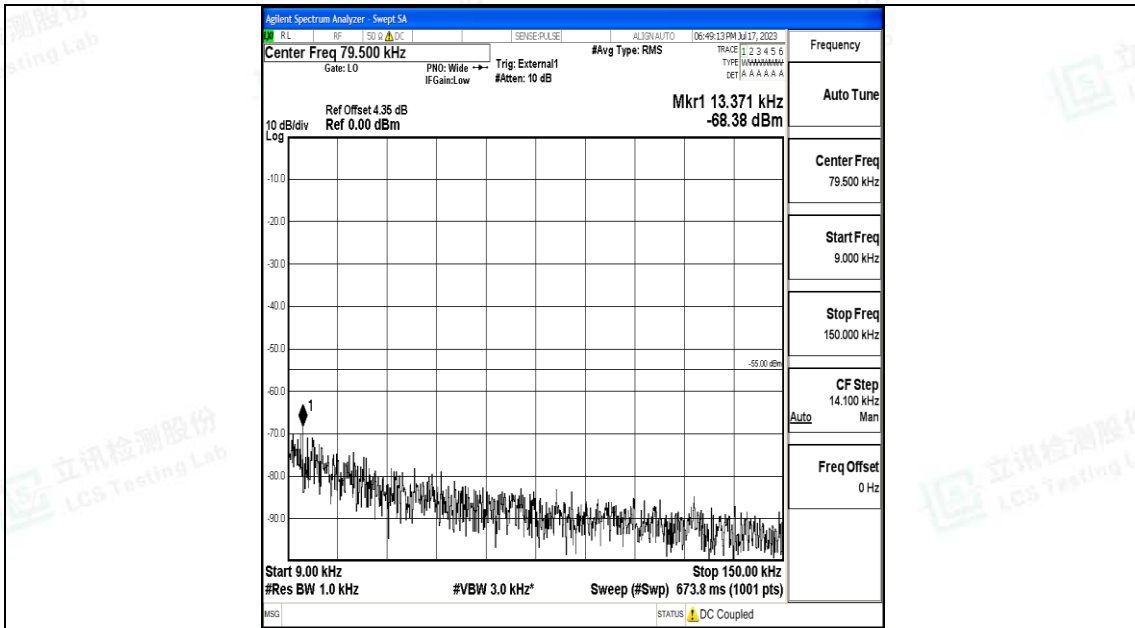 Agilent Spectrum Analyzer - Swept SA
RL RF 50 Ω DC SENSE:PULSE ALIGN AUTO 06:49:13 PM Jul 17, 2023
Center Freq 79.500 kHz
Gate: LO
PNO: Wide
IFGain:Low
Trig: External1
#Atten: 10 dB
#Avg Type: RMS
TRACE 1 2 3 4 5 6
TYPE
DET A A A A A A
Mkr1 13.371 kHz
-68.38 dBm
Ref Offset 4.35 dB
10 dB/div Ref 0.00 dBm
Log
-10.0
-20.0
-30.0
-40.0
-50.0
-55.00 dBm
-60.0
1
-70.0
-80.0
-90.0
Start 9.00 kHz Stop 150.00 kHz
#Res BW 1.0 kHz #VBW 3.0 kHz* Sweep (#Swp) 673.8 ms (1001 pts)
MSG STATUS DC Coupled
Frequency
Auto Tune
Center Freq
79.500 kHz
Start Freq
9.000 kHz
Stop Freq
150.000 kHz
CF Step
14.100 kHz
Auto Man
Freq Offset
0 Hz
立讯检测股份
LCS Testing Lab